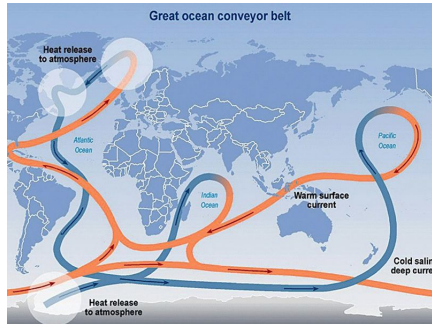 Great ocean conveyor belt
Heat release
to atmosphere
Atlantic
Ocean
Pacific
Ocean
Indian
Ocean
Warm surface
current
Cold salin
deep curre
Heat release
to atmosphere